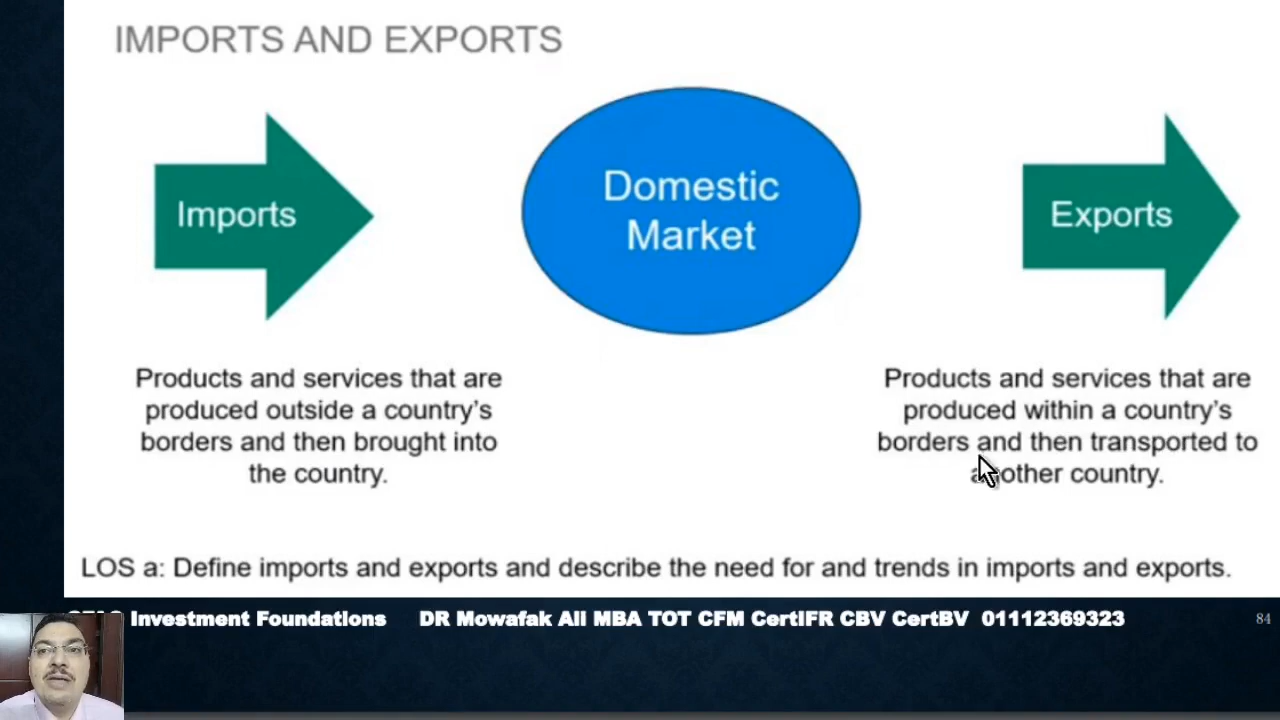 IMPORTS AND EXPORTS
Imports
Domestic
Market
Exports
Products and services that are
produced outside a country's
borders and then brought into
the country.
Products and services that are
produced within a country's
borders and then transported to
another country.
LOS a: Define imports and exports and describe the need for and trends in imports and exports.
Investment Foundations DR Mowafak Ali MBA TOT CFM CertIFR CBV CertBV 01112369323
84